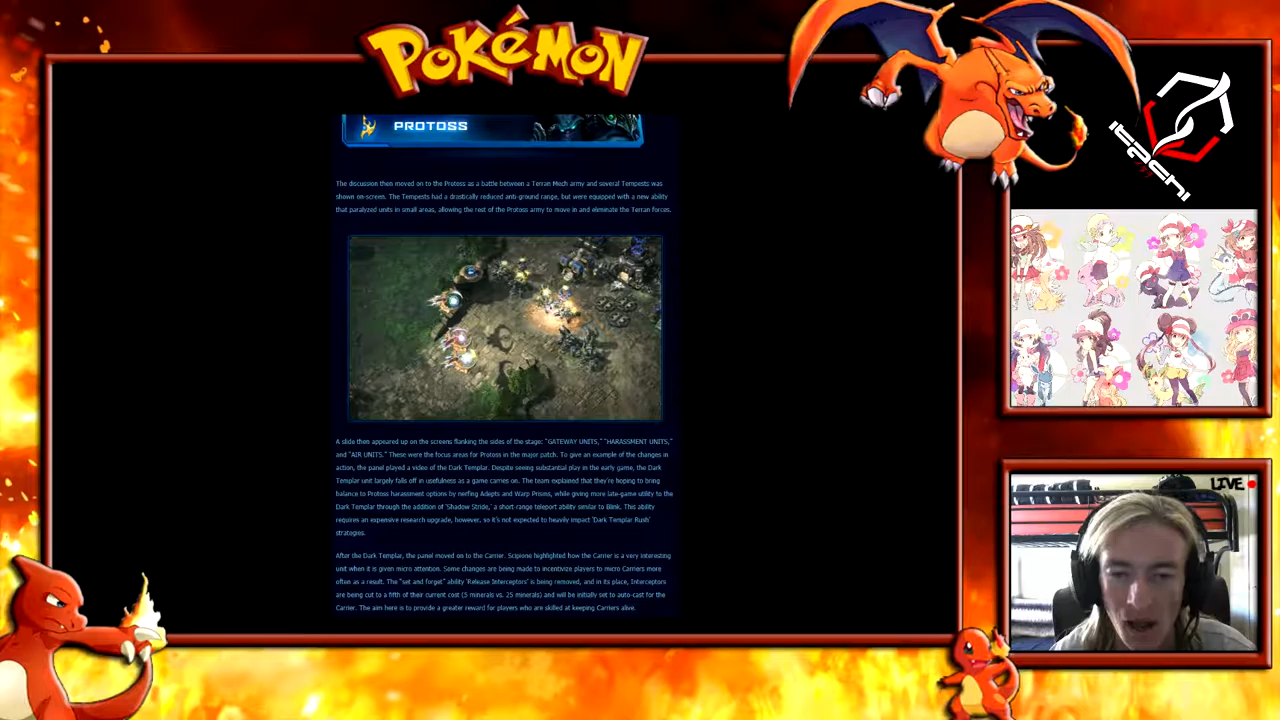 POKéMON
PROTOSS
itachi
The discussion then moved on to the Protoss as a battle between a Terran Mech army and several Tempests was
shown on-screen. The Tempests had a drastically reduced anti-ground range, but were equipped with a new ability
that paralyzed units in small areas, allowing the rest of the Protoss army to move in and eliminate the Terran forces.
A slide then appeared up on the screens flanking the sides of the stage: "GATEWAY UNITS," "HARASSMENT UNITS,"
and "AIR UNITS." These were the focus areas for Protoss in the major patch. To give an example of the changes in
action, the panel played a video of the Dark Templar. Despite seeing substantial play in the early game, the Dark
Templar unit largely falls off in usefulness as a game carries on. The team explained that they're hoping to bring
balance to Protoss harassment options by nerfing Adepts and Warp Prisms, while giving more late-game utility to the
Dark Templar through the addition of 'Shadow Stride,' a short-range teleport ability similar to Blink. This ability
requires an expensive research upgrade, however, so it's not expected to heavily impact 'Dark Templar Rush'
strategies.
After the Dark Templar, the panel moved on to the Carrier. Scipione highlighted how the Carrier is a very interesting
unit when it is given micro attention. Some changes are being made to incentivize players to micro Carriers more
often as a result. The "set and forget" ability 'Release Interceptors' is being removed, and in its place, Interceptors
are being cut to a fifth of their current cost (5 minerals vs. 25 minerals) and will be initially set to auto-cast for the
Carrier. The aim here is to provide a greater reward for players who are skilled at keeping Carriers alive.
LIVE